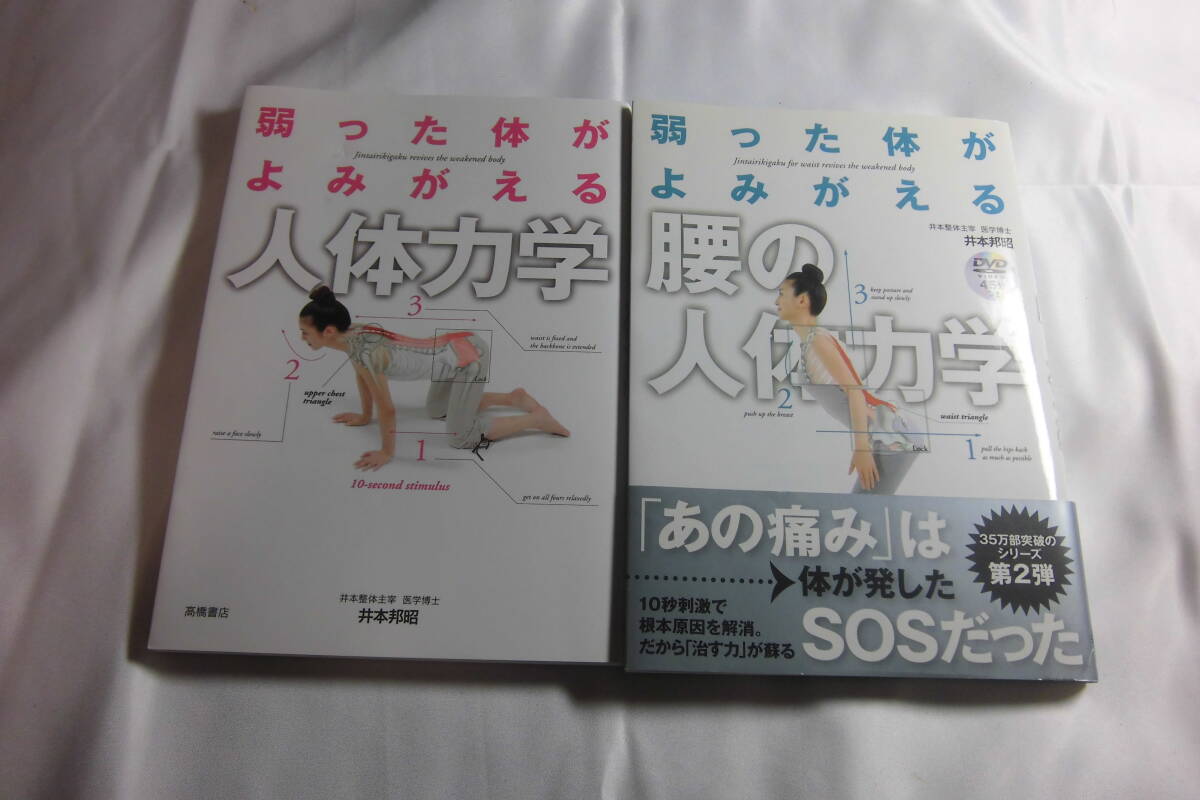 弱った体が
Jintairikigaku revives the weakened body
よみがえる
人体力学
3
waist is fixed and
the backbone is extended
2
Lock
upper chest
triangle
raise a face slowly
1
10-second stimulus
get on all fours relaxedly
高橋書店
井本整体主宰 医学博士
井本邦昭
弱った体が
Jintairikigaku for waist revives the weakened body
よみがえる
腰の
人体力学
井本整体主宰 医学博士
井本邦昭
DVD
VIDEO
3
keep posture and
stand up slowly
2
push up the breast
waist triangle
Lock
1
pull the hips back
as much as possible
「あの痛み」は
体が発した
SOSだった
10秒刺激で
根本原因を解消。
だから「治す力」が蘇る
35万部突破の
シリーズ
第2弾